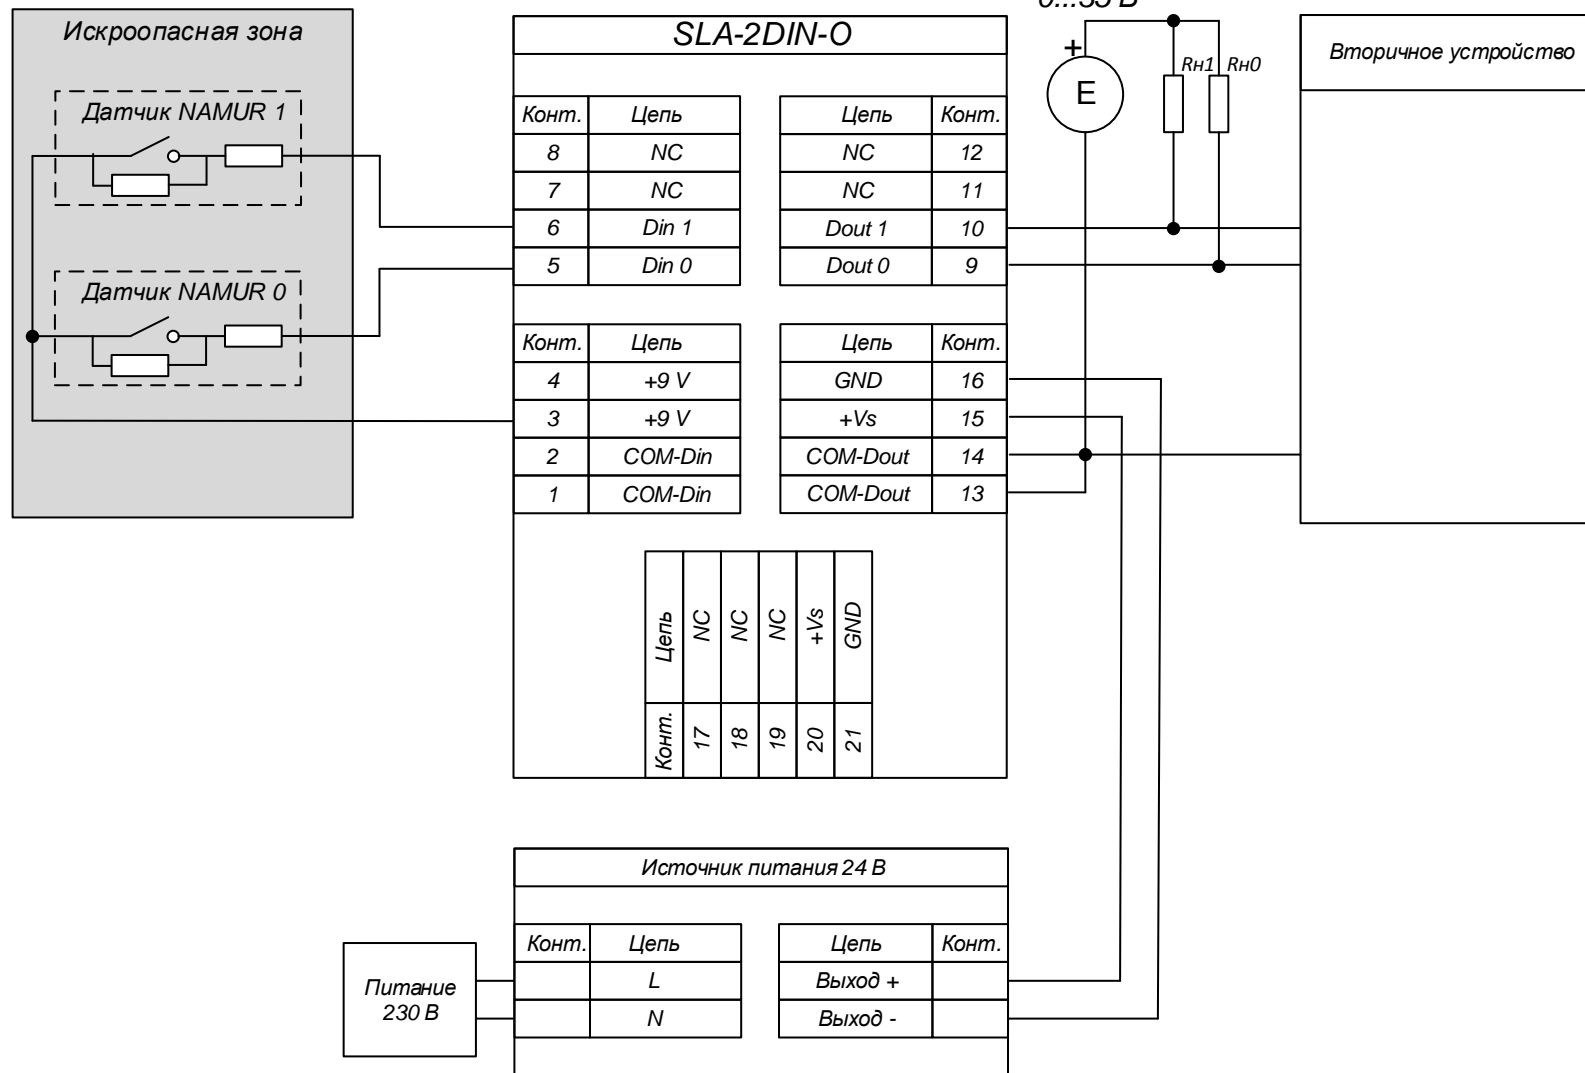 0...35 В
Искроопасная зона
SLA-2DIN-O
Вторичное устройство
Датчик NAMUR 1
Датчик NAMUR 0
+
E
Rн1 Rн0
Конт. Цепь
8 NC
7 NC
6 Din 1
5 Din 0
Цепь Конт.
NC 12
NC 11
Dout 1 10
Dout 0 9
Конт. Цепь
4 +9 V
3 +9 V
2 COM-Din
1 COM-Din
Цепь Конт.
GND 16
+Vs 15
COM-Dout 14
COM-Dout 13
Цепь NC NC NC +Vs GND
Конт. 17 18 19 20 21
Источник питания 24 В
Питание
230 В
Конт. Цепь
L
N
Цепь Конт.
Выход +
Выход -